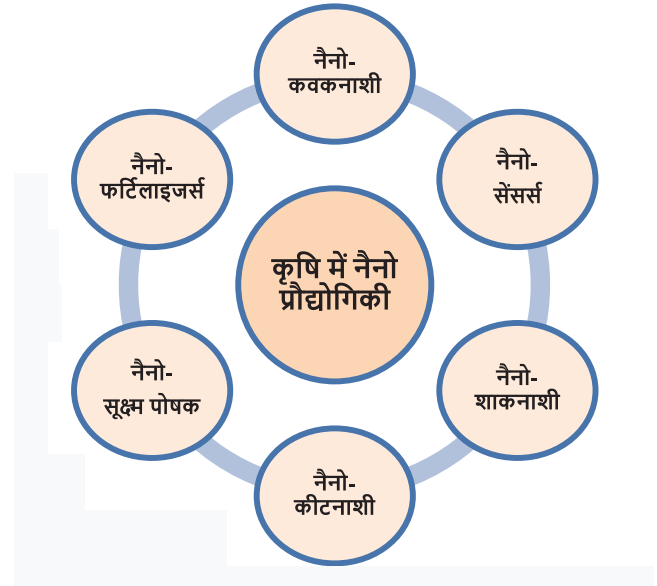 नैनो-
कवकनाशी
नैनो-
सेंसर्स
नैनो-
शाकनाशी
नैनो-
कीटनाशी
नैनो-
सूक्ष्म पोषक
नैनो-
फर्टिलाइजर्स
कृषि में नैनो
प्रौद्योगिकी